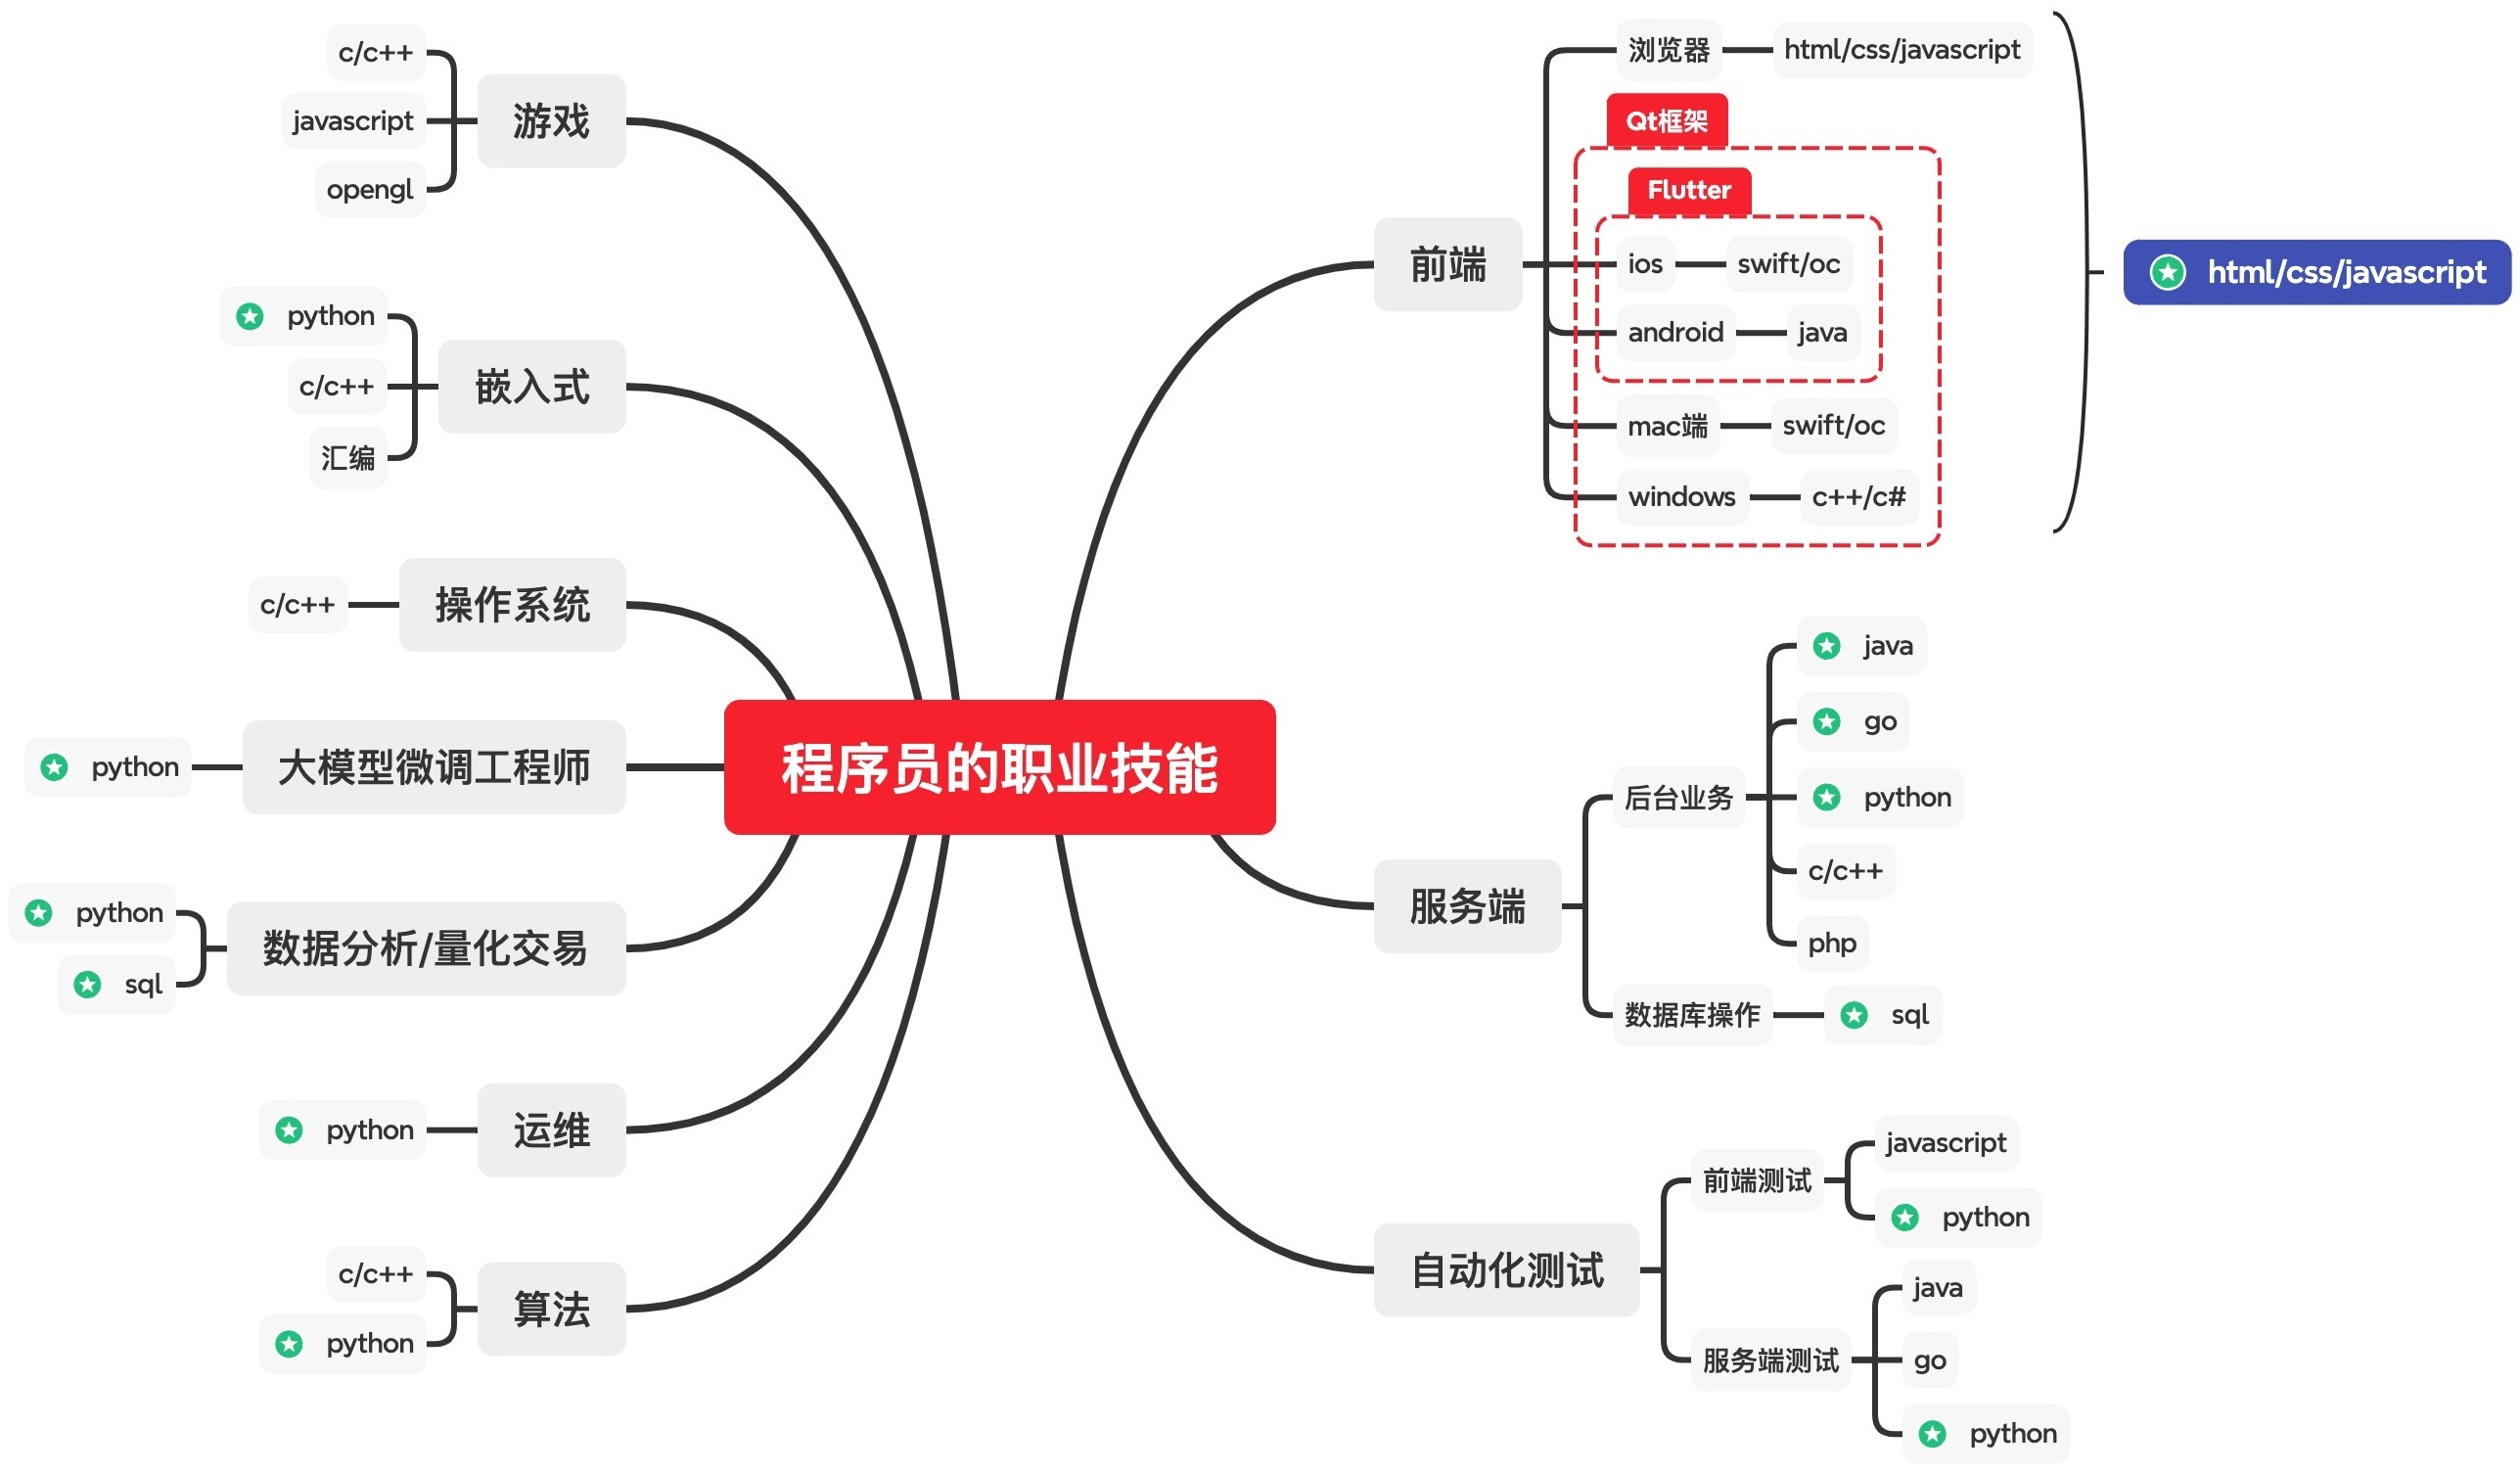 程序员的职业技能
游戏
c/c++
javascript
opengl
嵌入式
python
c/c++
汇编
操作系统
c/c++
大模型微调工程师
python
数据分析/量化交易
python
sql
运维
python
算法
c/c++
python
前端
浏览器
html/css/javascript
Qt框架
Flutter
ios
swift/oc
android
java
mac端
swift/oc
windows
c++/c#
html/css/javascript
服务端
后台业务
java
go
python
c/c++
php
数据库操作
sql
自动化测试
前端测试
javascript
python
服务端测试
java
go
python